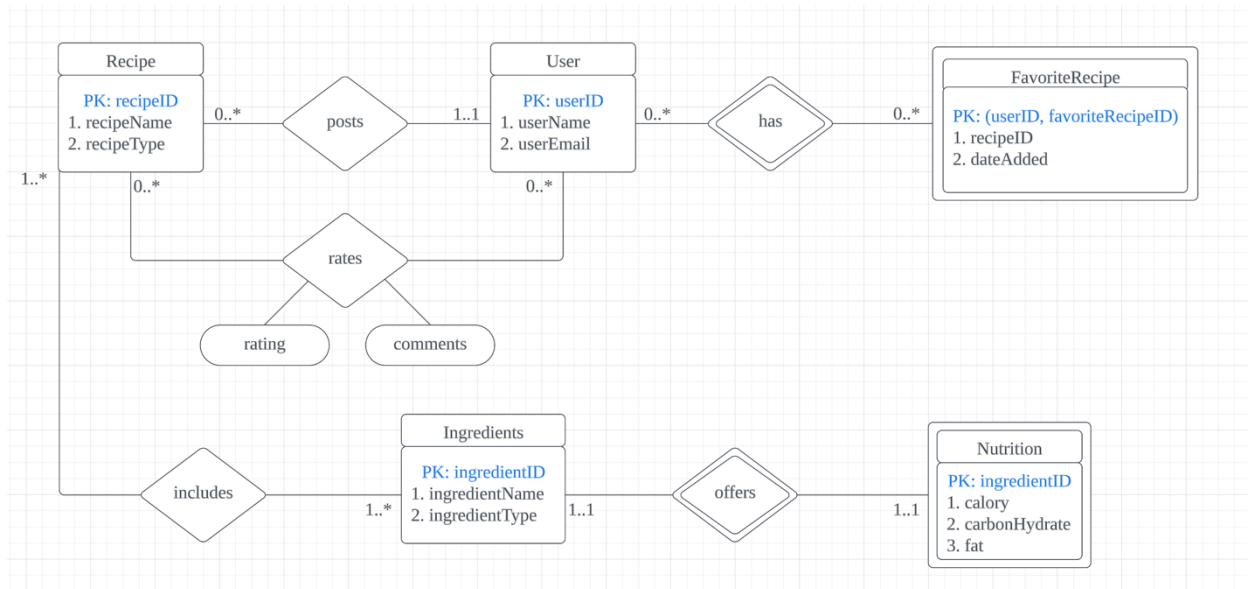 Recipe
PK: recipeID
1. recipeName
2. recipeType
0..*
posts
1..1
User
PK: userID
1. userName
2. userEmail
0..*
has
0..*
FavoriteRecipe
PK: (userID, favoriteRecipeID)
1. recipeID
2. dateAdded
1..*
0..*
0..*
rates
rating
comments
includes
1..*
Ingredients
PK: ingredientID
1. ingredientName
2. ingredientType
1..1
offers
1..1
Nutrition
PK: ingredientID
1. calory
2. carbonHydrate
3. fat